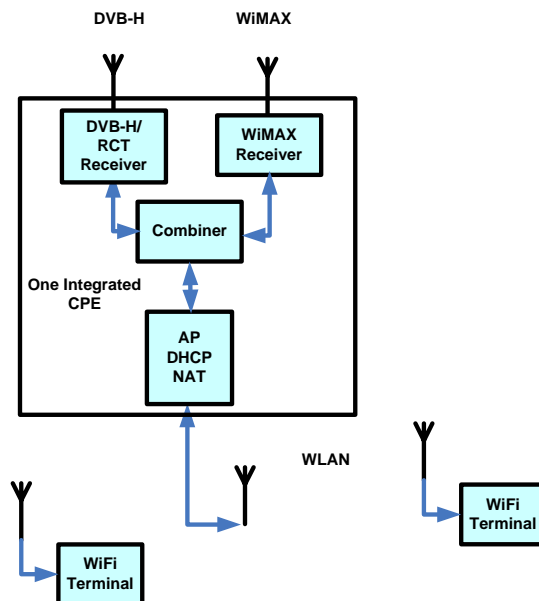 DVB-H
WiMAX
DVB-H/
RCT
Receiver
WiMAX
Receiver
Combiner
One Integrated
CPE
AP
DHCP
NAT
WLAN
WiFi
Terminal
WiFi
Terminal